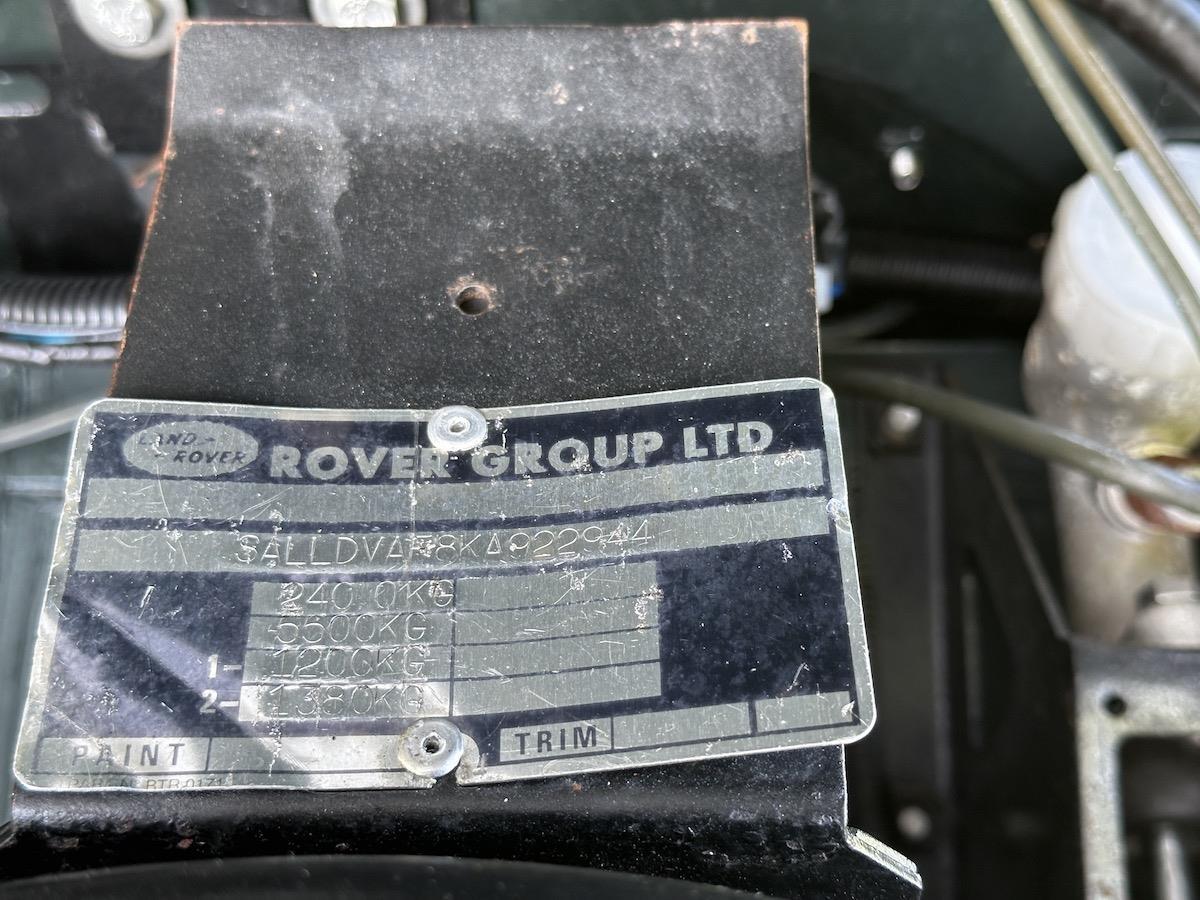 LAND-
-ROVER
ROVER GROUP LTD
SALLDVAF8KA922944
2400KG
5500KG
1- 1200KG
2- 1380KG
PAINT
TRIM